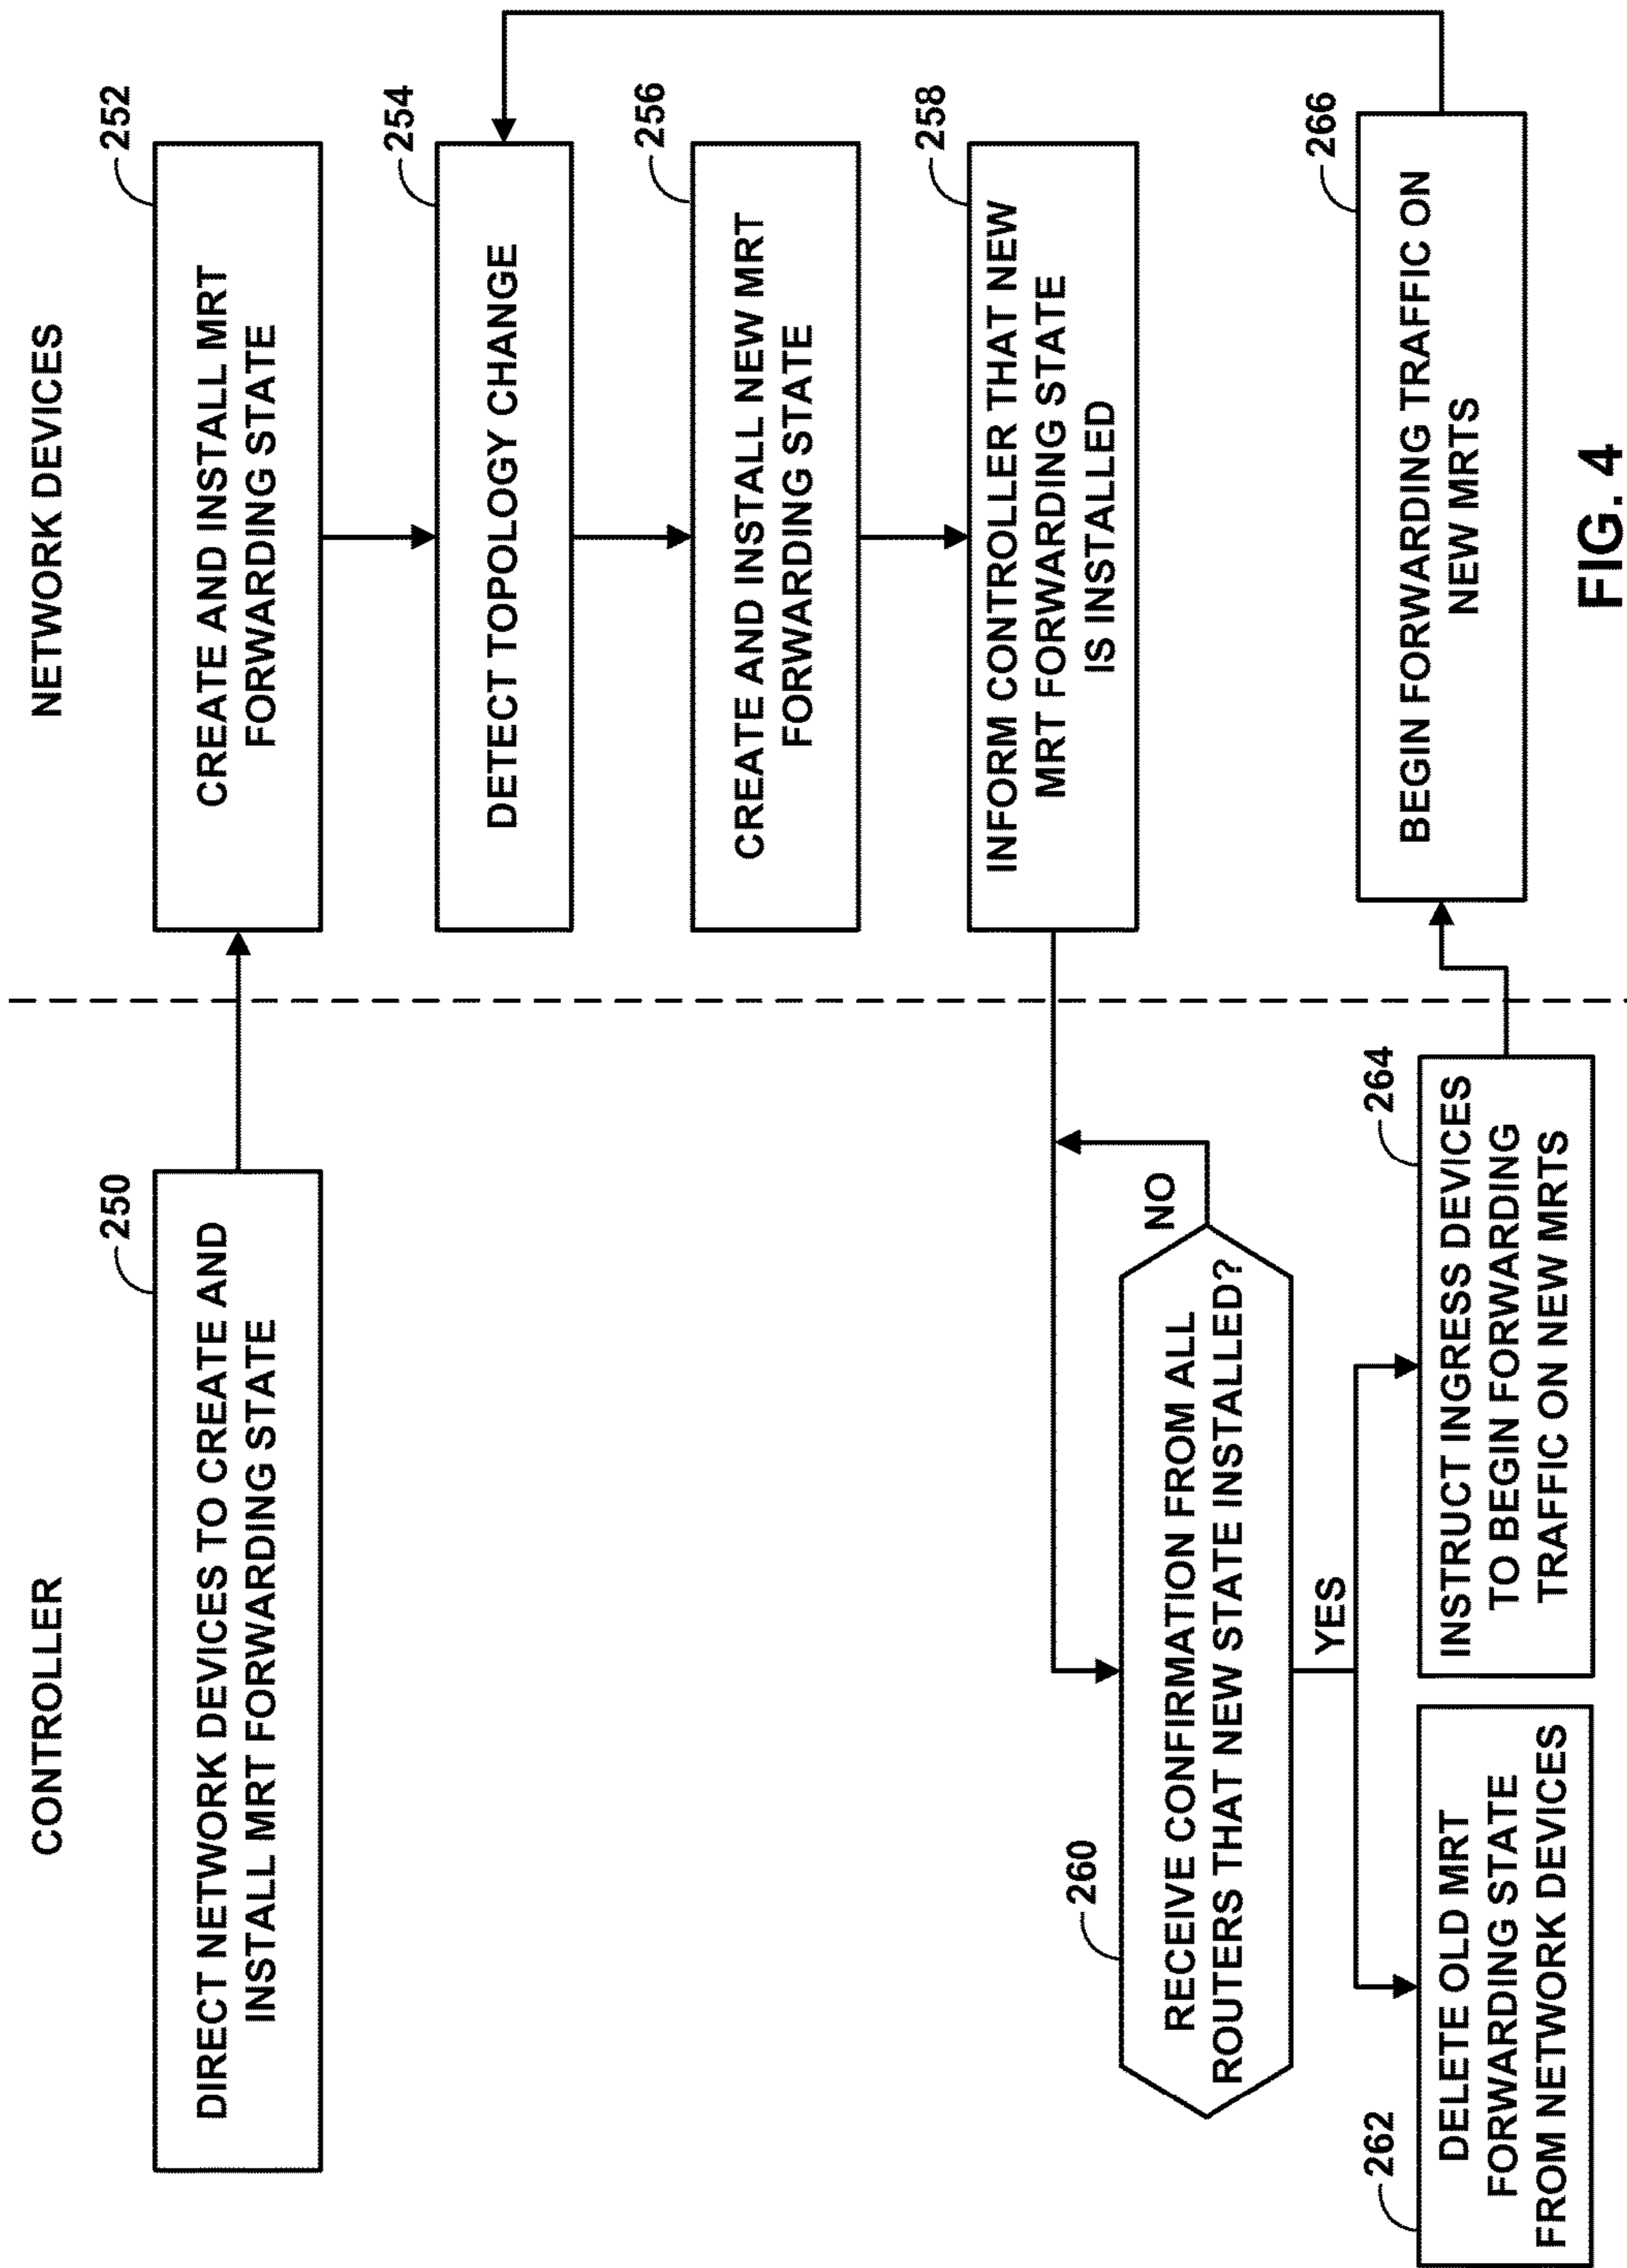 CONTROLLER
NETWORK DEVICES
250
DIRECT NETWORK DEVICES TO CREATE AND
INSTALL MRT FORWARDING STATE
252
CREATE AND INSTALL MRT
FORWARDING STATE
254
DETECT TOPOLOGY CHANGE
256
CREATE AND INSTALL NEW MRT
FORWARDING STATE
258
INFORM CONTROLLER THAT NEW
MRT FORWARDING STATE
IS INSTALLED
260
RECEIVE CONFIRMATION FROM ALL
ROUTERS THAT NEW STATE INSTALLED?
NO
YES
262
DELETE OLD MRT
FORWARDING STATE
FROM NETWORK DEVICES
264
INSTRUCT INGRESS DEVICES
TO BEGIN FORWARDING
TRAFFIC ON NEW MRTS
266
BEGIN FORWARDING TRAFFIC ON
NEW MRTS
FIG. 4